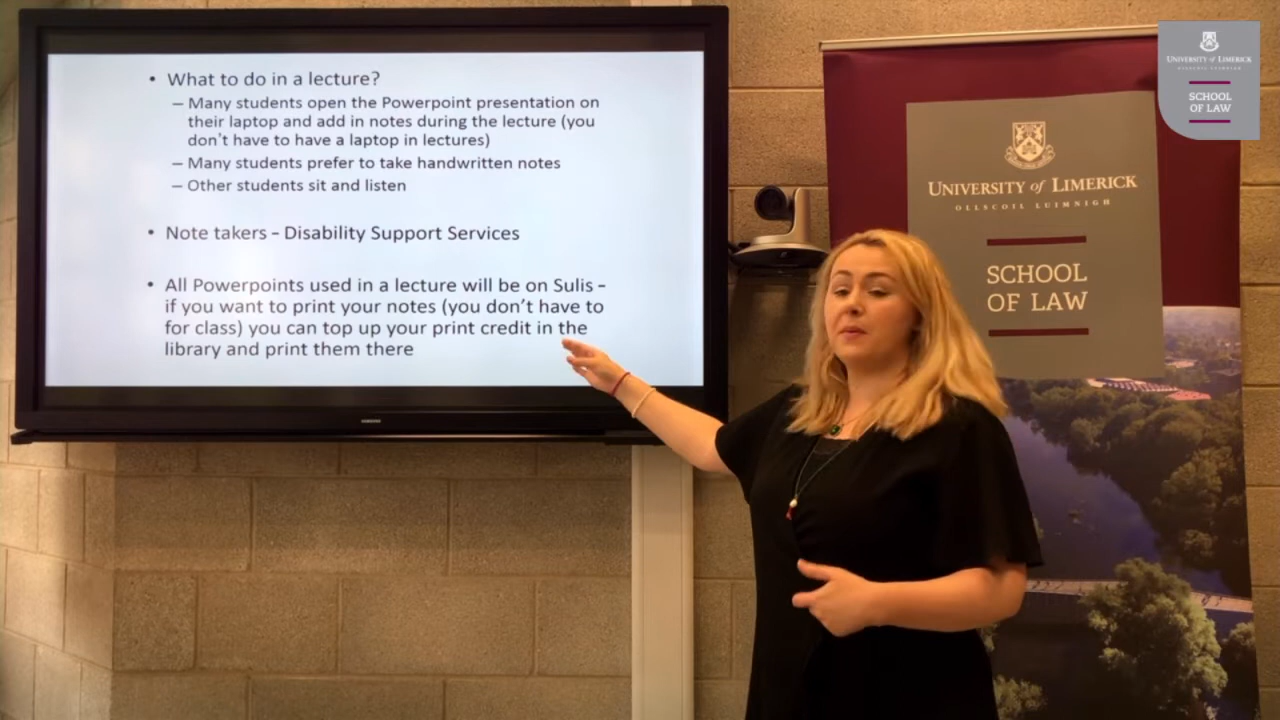 • What to do in a lecture?
– Many students open the Powerpoint presentation on
their laptop and add in notes during the lecture (you
don't have to have a laptop in lectures)
– Many students prefer to take handwritten notes
– Other students sit and listen
• Note takers – Disability Support Services
• All Powerpoints used in a lecture will be on Sulis –
if you want to print your notes (you don't have to
for class) you can top up your print credit in the
library and print them there
SAMSUNG
UNIVERSITY of LIMERICK
OLLSCOIL LUIMNIGH
SCHOOL
OF LAW
UNIVERSITY of LIMERICK
OLLSCOIL LUIMNIGH
SCHOOL
OF LAW